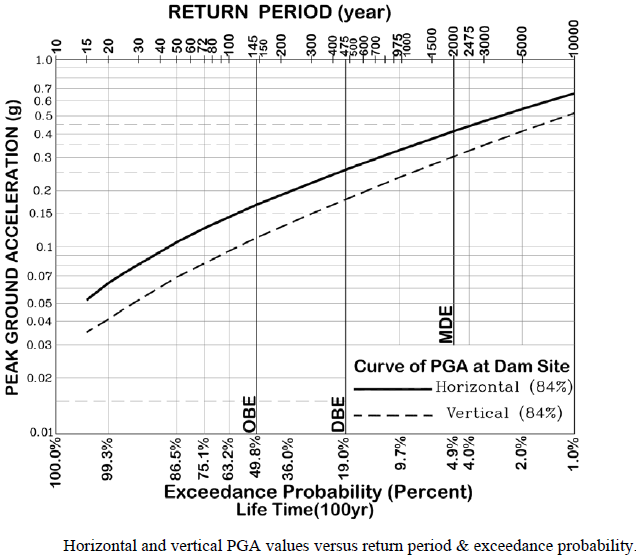 RETURN PERIOD (year)
10 15 20 30 40 50 60 72 80 100 145 150 200 300 400 475 500 600 700 975 1000 1500 2000 2475 3000 5000 10000
PEAK GROUND ACCELERATION (g)
1.0
0.7
0.6
0.5
0.4
0.3
0.2
0.15
0.1
0.07
0.05
0.04
0.03
0.02
0.01
OBE
DBE
MDE
Curve of PGA at Dam Site
Horizontal (84%)
Vertical (84%)
100.0% 99.3% 86.5% 75.1% 63.2% 49.8% 36.0% 19.0% 9.7% 4.9% 4.0% 2.0% 1.0%
Exceedance Probability (Percent)
Life Time(100yr)
Horizontal and vertical PGA values versus return period & exceedance probability.